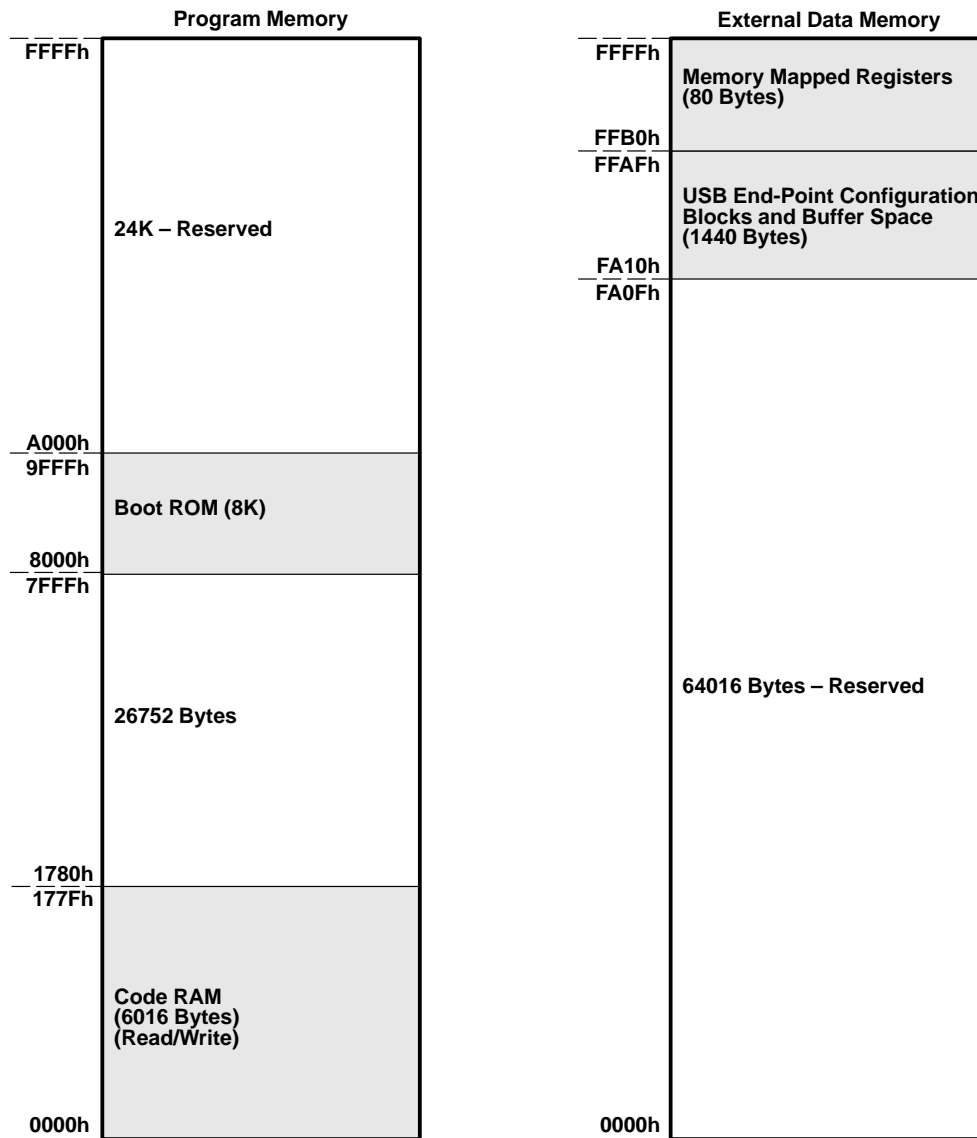 Program Memory
FFFFh
24K – Reserved
A000h
9FFFh
Boot ROM (8K)
8000h
7FFFh
26752 Bytes
1780h
177Fh
Code RAM
(6016 Bytes)
(Read/Write)
0000h
External Data Memory
FFFFh
Memory Mapped Registers
(80 Bytes)
FFB0h
FFAFh
USB End-Point Configuration
Blocks and Buffer Space
(1440 Bytes)
FA10h
FA0Fh
64016 Bytes – Reserved
0000h